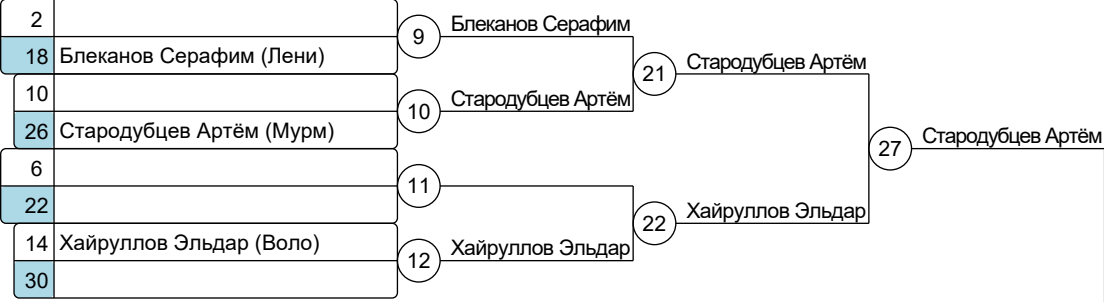 2
9
Блеканов Серафим
18 Блеканов Серафим (Лени)
21
Стародубцев Артём
10
10
Стародубцев Артём
26 Стародубцев Артём (Мурм)
27
Стародубцев Артём
6
11
22
22
Хайруллов Эльдар
14 Хайруллов Эльдар (Воло)
12
Хайруллов Эльдар
30